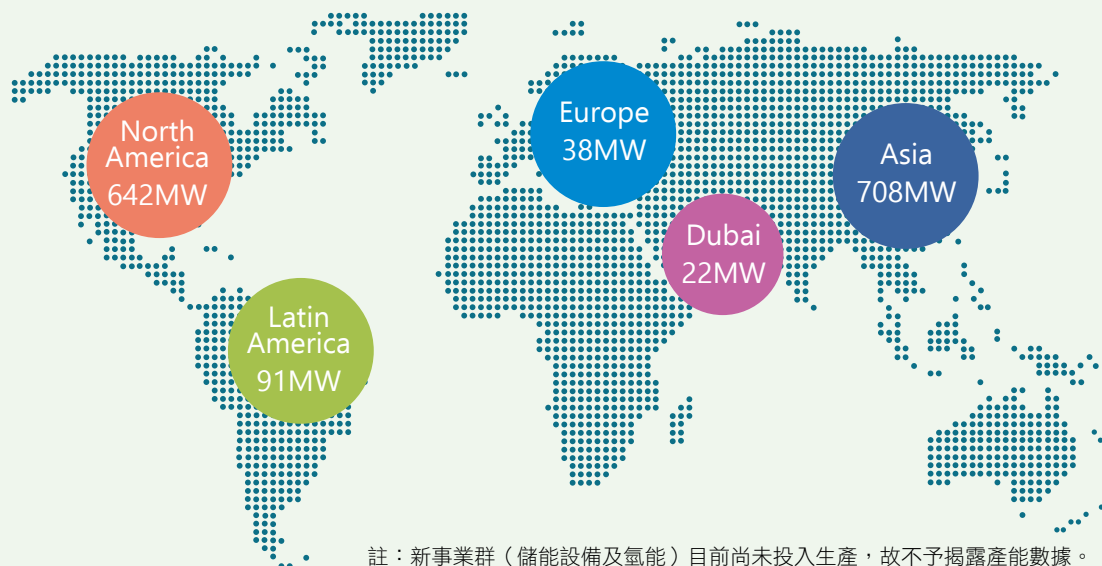 North
America
642MW
Europe
38MW
Asia
708MW
Dubai
22MW
Latin
America
91MW
註：新事業群（儲能設備及氫能）目前尚未投入生產，故不予揭露產能數據。